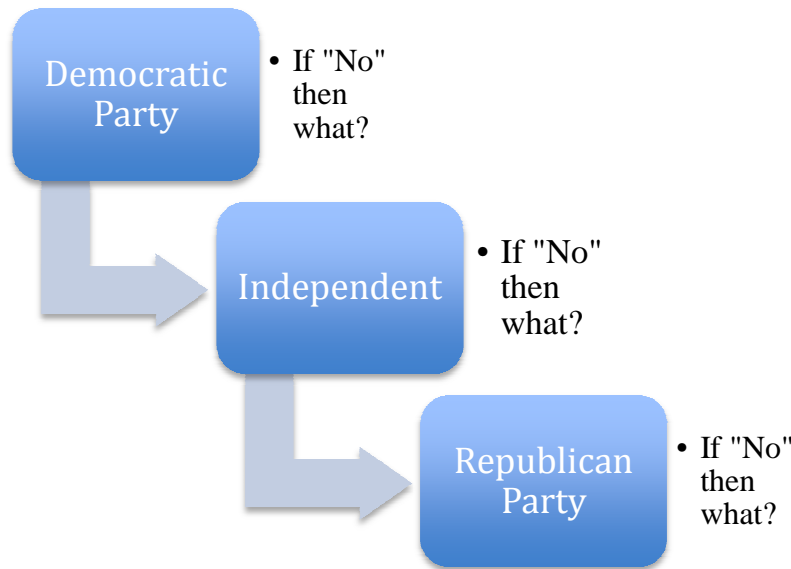 Democratic
Party
• If "No"
then
what?
Independent
• If "No"
then
what?
Republican
Party
• If "No"
then
what?